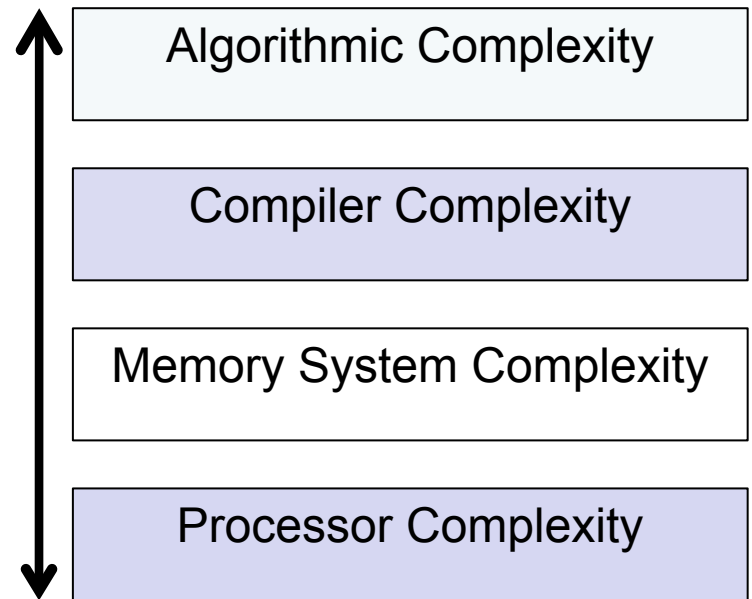 Algorithmic Complexity
Compiler Complexity
Memory System Complexity
Processor Complexity